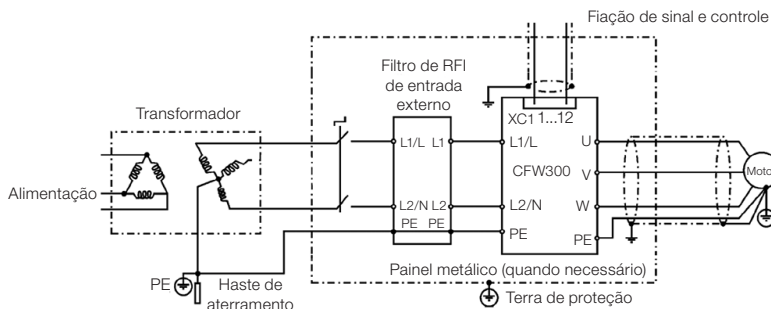 Fiação de sinal e controle
Filtro de RFI
de entrada
externo
Transformador
XC1 1...12
L1/L L1 L1/L U
CFW300
V
Moto
Alimentação
L2/N L2 L2/N W
PE PE PE PE
Painel metálico (quando necessário)
PE Haste de
aterramento
Terra de proteção